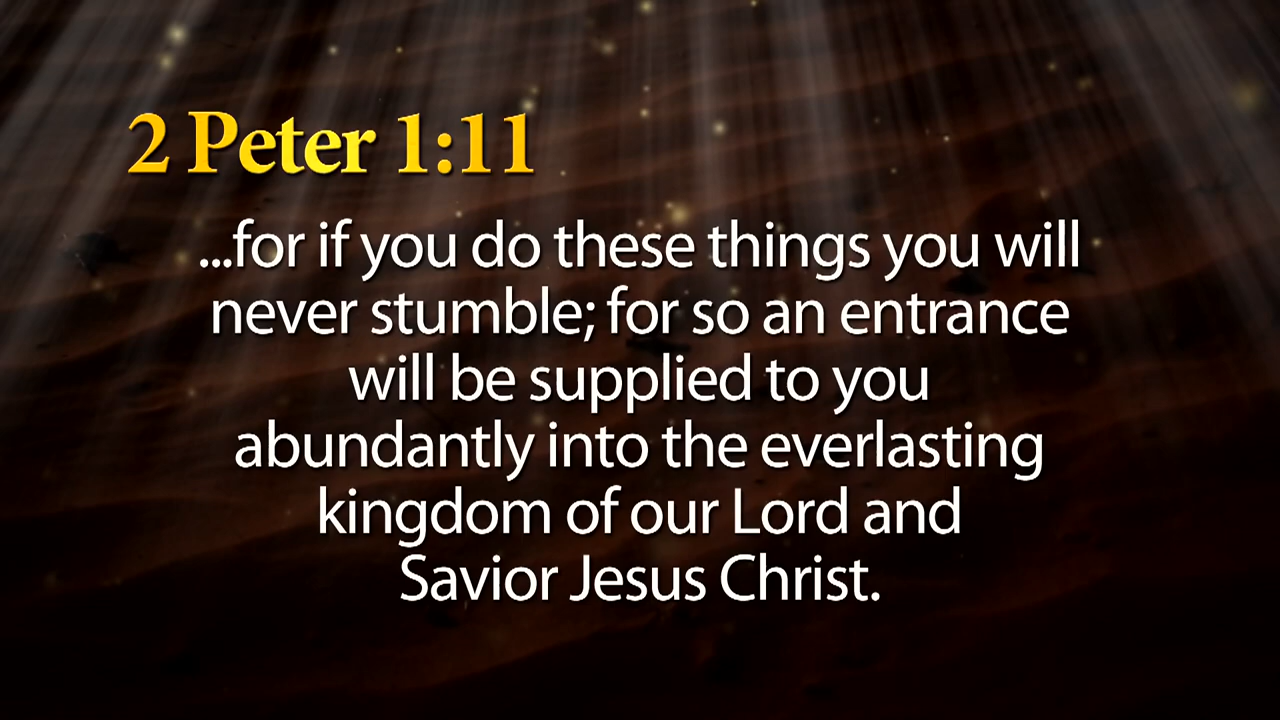 2 Peter 1:11
...for if you do these things you will
never stumble; for so an entrance
will be supplied to you
abundantly into the everlasting
kingdom of our Lord and
Savior Jesus Christ.